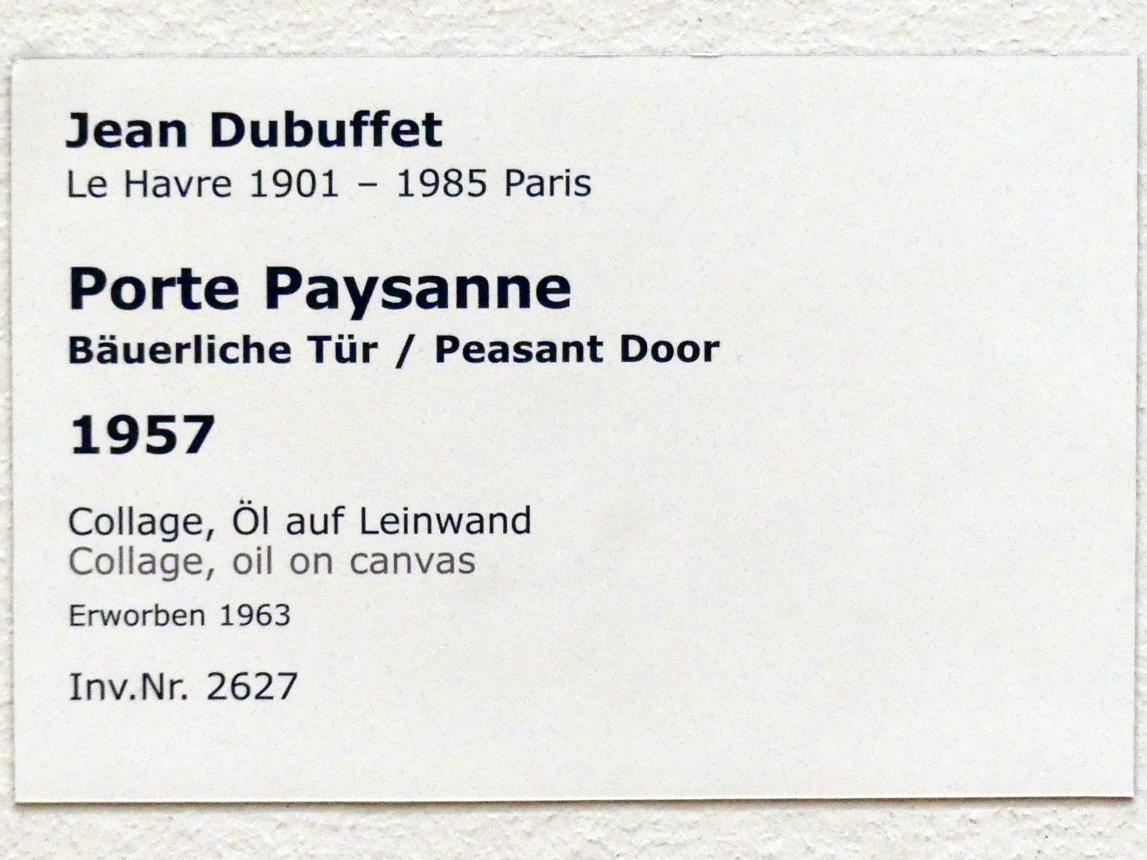 Jean Dubuffet
Le Havre 1901 – 1985 Paris
Porte Paysanne
Bäuerliche Tür / Peasant Door
1957
Collage, Öl auf Leinwand
Collage, oil on canvas
Erworben 1963
Inv.Nr. 2627